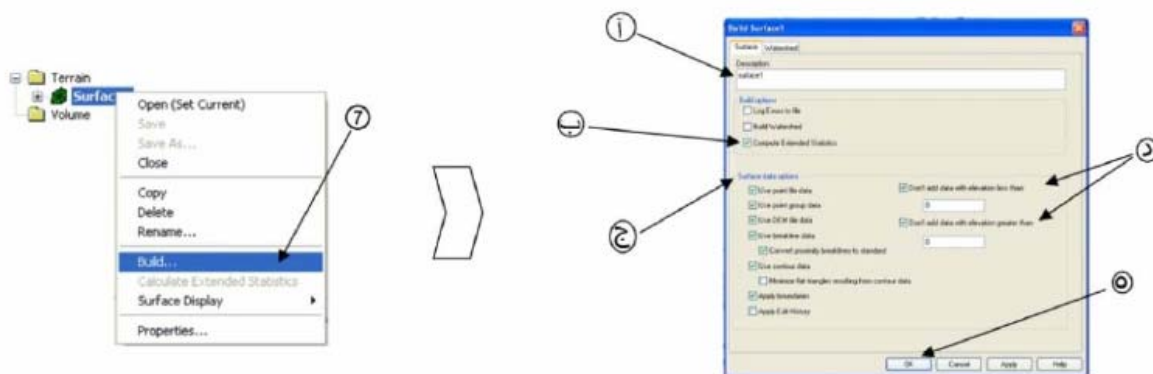 Terrain
Surfac
Volume
Open (Set Current)
Save
Save As...
Close
Copy
Delete
Rename...
Build...
Calculate Extended Statistics
Surface Display
Properties...
7
أ
ب
ج
د
ه
Build Surface1
Surface Watershed
Description
surface1
Build options
Log Errors to file
Build Watershed
Compute Extended Statistics
Surface data options
Use point file data
Use point group data
Use DEM file data
Use breakline data
Convert proximity breaklines to standard
Use contour data
Minimize flat triangles resulting from contour data
Apply boundaries
Apply Edit History
Don't add data with elevation less than
0
Don't add data with elevation greater than
0
OK Cancel Apply Help